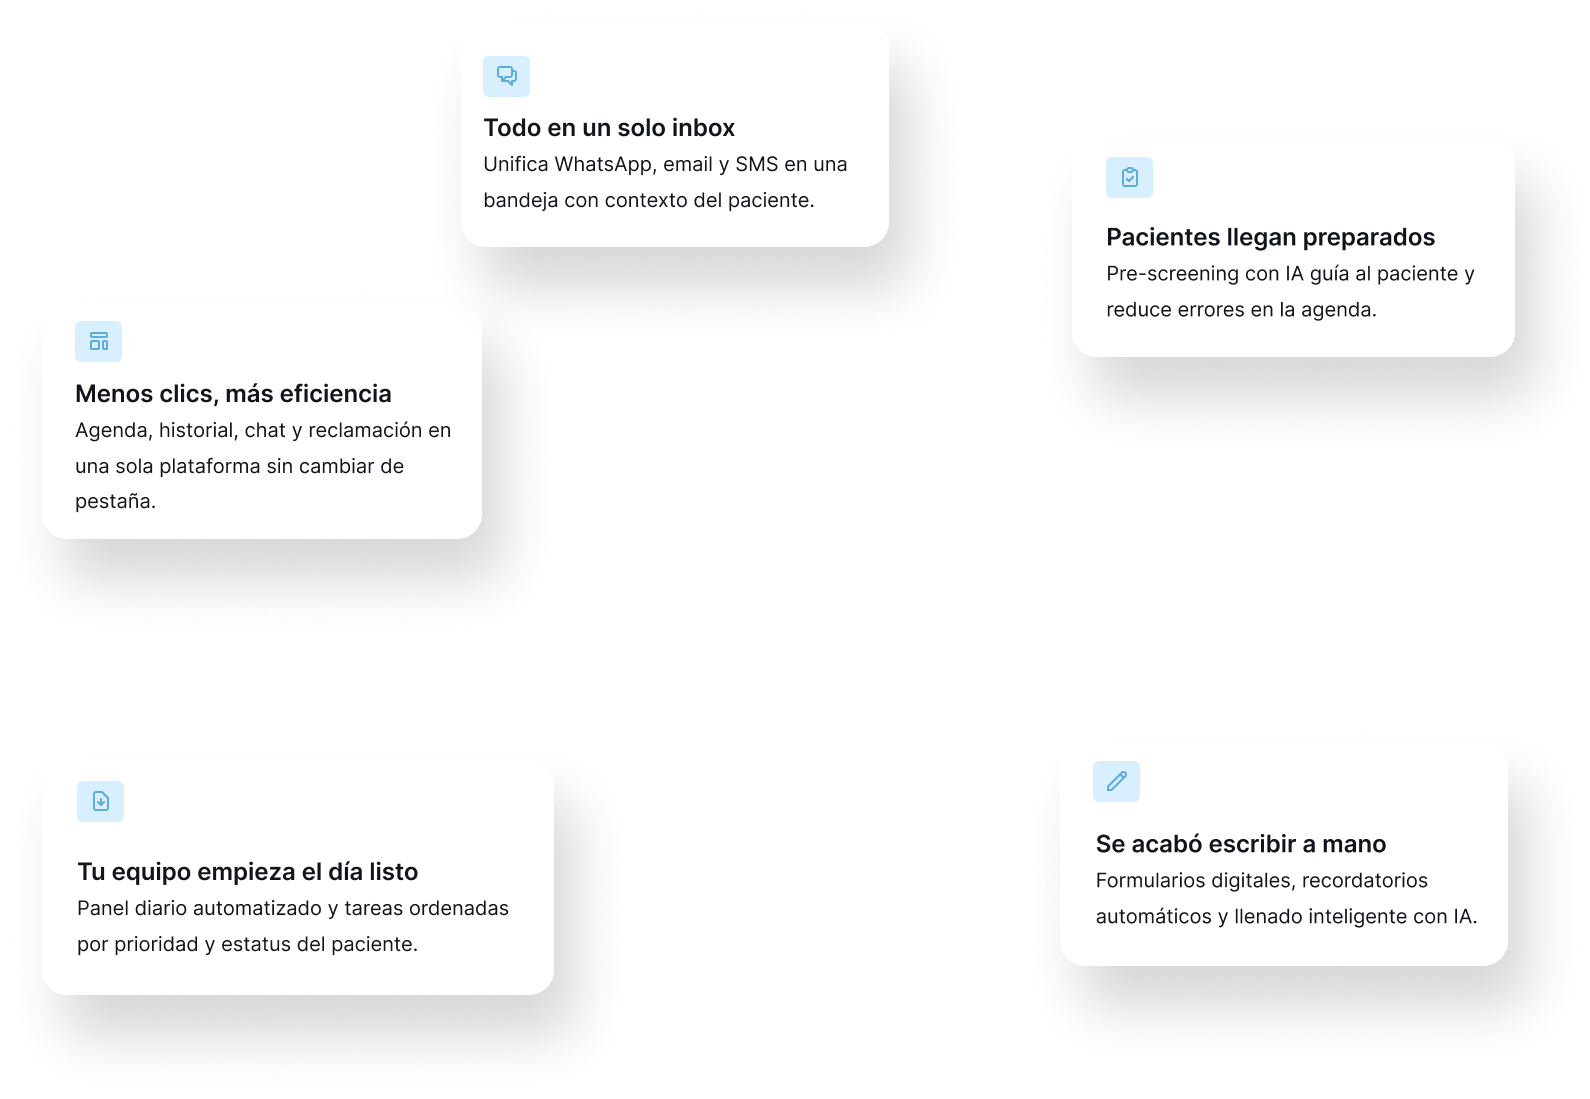 Todo en un solo inbox
Unifica WhatsApp, email y SMS en una
bandeja con contexto del paciente.
Pacientes llegan preparados
Pre-screening con IA guía al paciente y
reduce errores en la agenda.
Menos clics, más eficiencia
Agenda, historial, chat y reclamación en
una sola plataforma sin cambiar de
pestaña.
Tu equipo empieza el día listo
Panel diario automatizado y tareas ordenadas
por prioridad y estatus del paciente.
Se acabó escribir a mano
Formularios digitales, recordatorios
automáticos y llenado inteligente con IA.